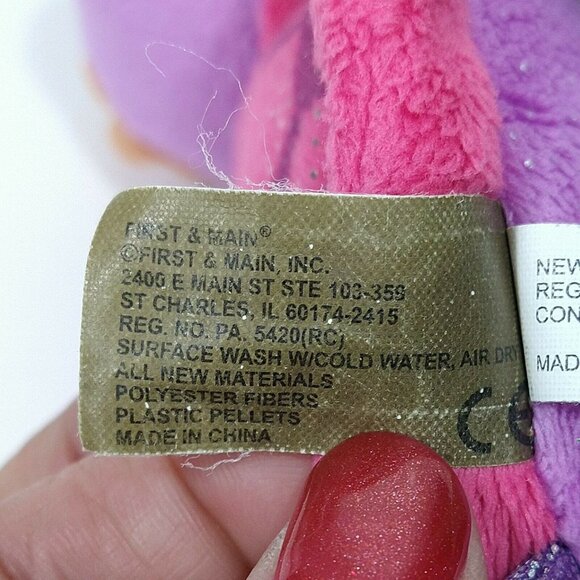 FIRST & MAIN®
©FIRST & MAIN, INC.
2400 E MAIN ST STE 103-359
ST CHARLES, IL 60174-2415
REG. NO. PA. 5420(RC)
SURFACE WASH W/COLD WATER, AIR DRY
ALL NEW MATERIALS
POLYESTER FIBERS
PLASTIC PELLETS
MADE IN CHINA
CE
NEW
REG
CON
MAD